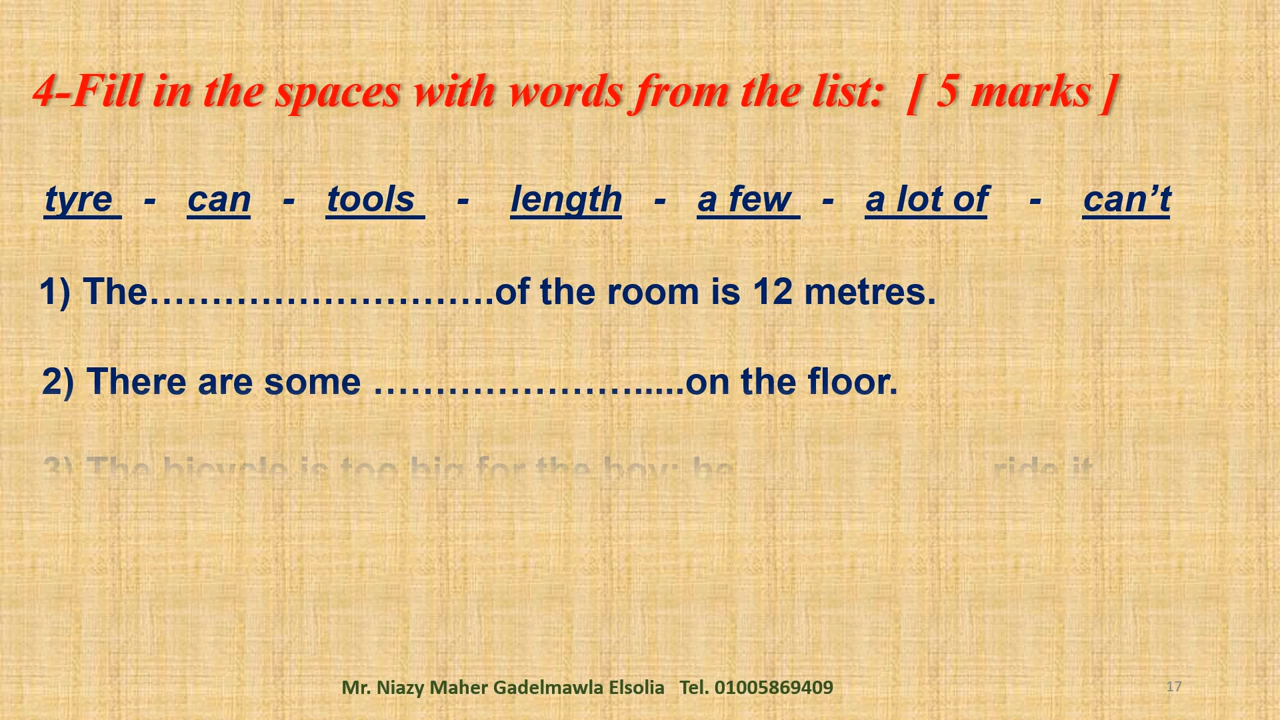 4-Fill in the spaces with words from the list: [ 5 marks ]
tyre - can - tools - length - a few - a lot of - can’t
1) The………………………….of the room is 12 metres.
2) There are some ………………….....on the floor.
3) The bicycle is too big for the boy; he ride it
Mr. Niazy Maher Gadelmawla Elsolia Tel. 01005869409
17